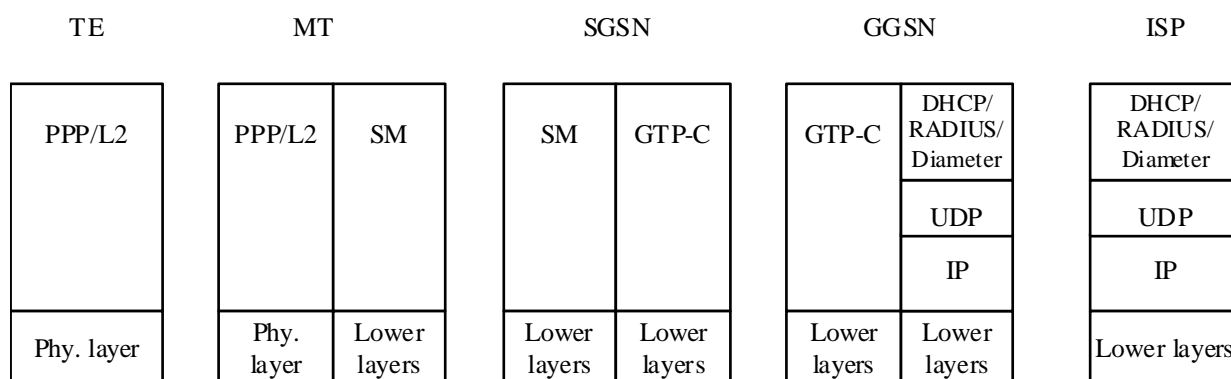 TE MT SGSN GGSN ISP
PPP/L2
PPP/L2
SM
SM
GTP-C
GTP-C
DHCP/
RADIUS/
Diameter
DHCP/
RADIUS/
Diameter
UDP
UDP
IP
IP
Phy. layer
Phy.
layer
Lower
layers
Lower
layers
Lower
layers
Lower
layers
Lower
layers
Lower layers